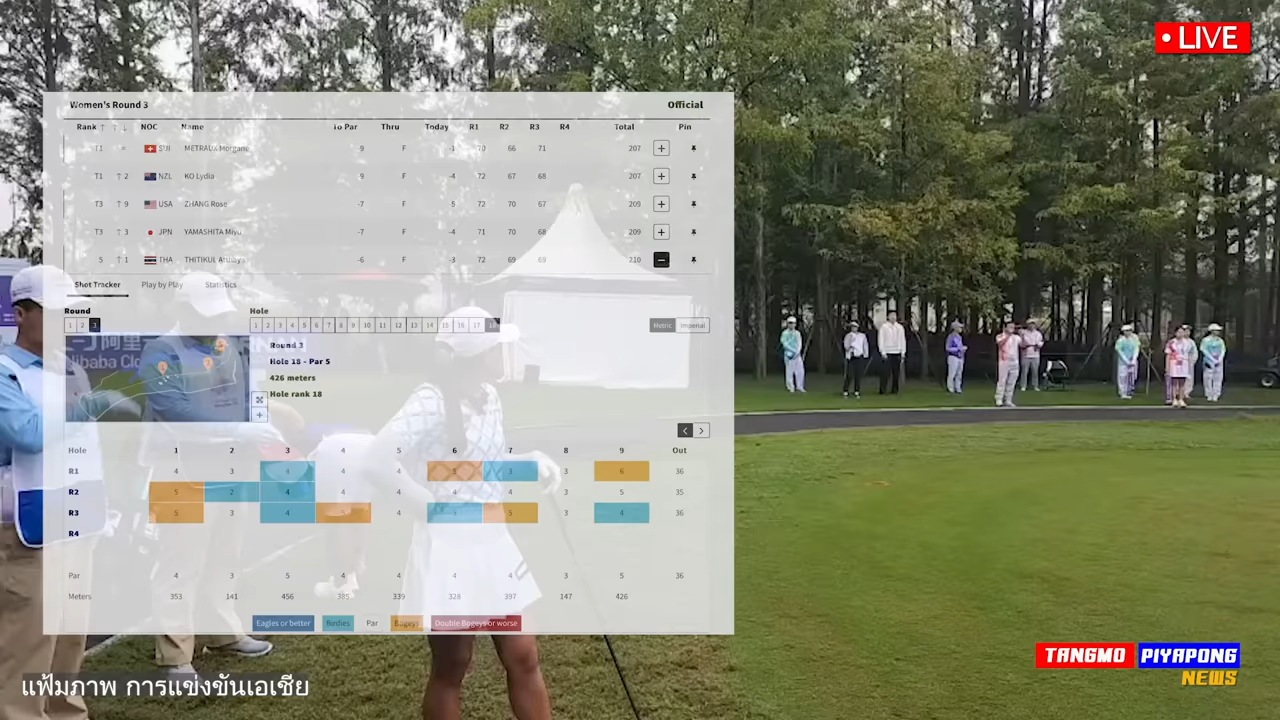 • LIVE
Women's Round 3 Official
Rank ↑ ↑ ↓ NOC Name To Par Thru Today R1 R2 R3 R4 Total Pin
T1 = SUI METRAUX Morgane -9 F -1 70 66 71 207 +
T1 ↑ 2 NZL KO Lydia -9 F -4 72 67 68 207 +
T3 ↑ 9 USA ZHANG Rose -7 F 5 72 70 67 209 +
T3 ↑ 3 JPN YAMASHITA Miyu -7 F -4 71 70 68 209 +
5 ↑ 1 THA THITIKUL Atthaya -6 F -3 72 69 69 210 −
Shot Tracker Play by Play Statistics
Round Hole
1 2 3 1 2 3 4 5 6 7 8 9 10 11 12 13 14 15 16 17 18 Metric Imperial
Round 3
Hole 18 - Par 5
426 meters
Hole rank 18
libaba Clo
Hole 1 2 3 4 5 6 7 8 9 Out
R1 4 3 4 4 4 5 3 3 6 36
R2 5 2 4 4 4 4 4 3 5 35
R3 5 3 4 5 4 3 5 3 4 36
R4
Par 4 3 5 4 4 4 4 3 5 36
Meters 353 141 456 385 339 328 397 147 426
Eagles or better Birdies Par Bogeys Double Bogeys or worse
TANGMO PIYAPONG
NEWS
แฟ้มภาพ การแข่งขันเอเชีย